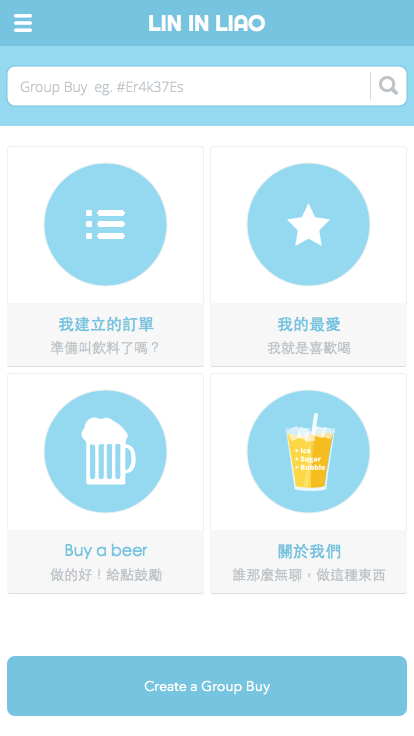 LIN IN LIAO
Group Buy eg. #Er4k37Es
我建立的訂單
準備叫飲料了嗎？
我的最愛
我就是喜歡喝
Buy a beer
做的好！給點鼓勵
+ Ice
+ Sugar
+ Bubble
關於我們
誰那麼無聊，做這種東西
Create a Group Buy